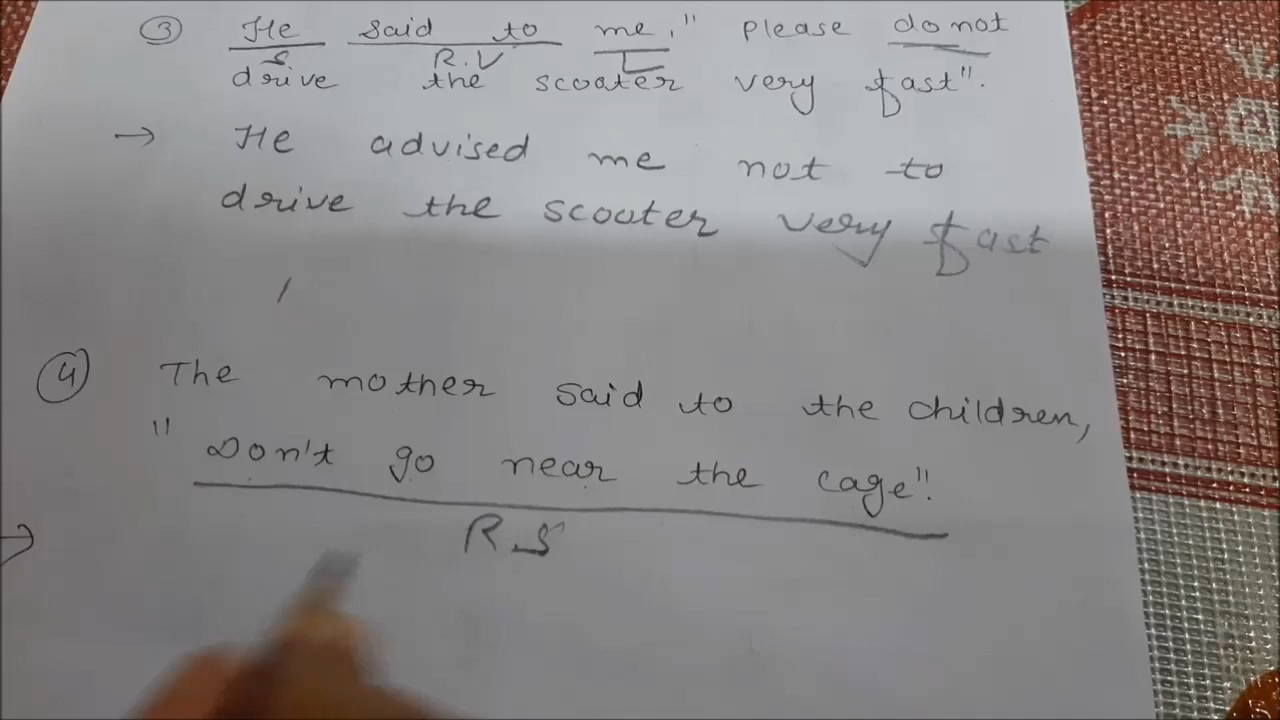 ③ He said to me," please do not
S R.V L
drive the scooter very fast".
→ He advised me not to
drive the scooter very fast
④ The mother said to the children,
" Don't go near the cage".
R.S